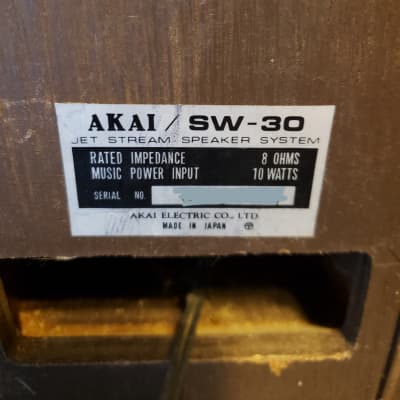 AKAI / SW-30
JET STREAM SPEAKER SYSTEM
RATED IMPEDANCE 8 OHMS
MUSIC POWER INPUT 10 WATTS
SERIAL NO.
AKAI ELECTRIC CO., LTD.
MADE IN JAPAN